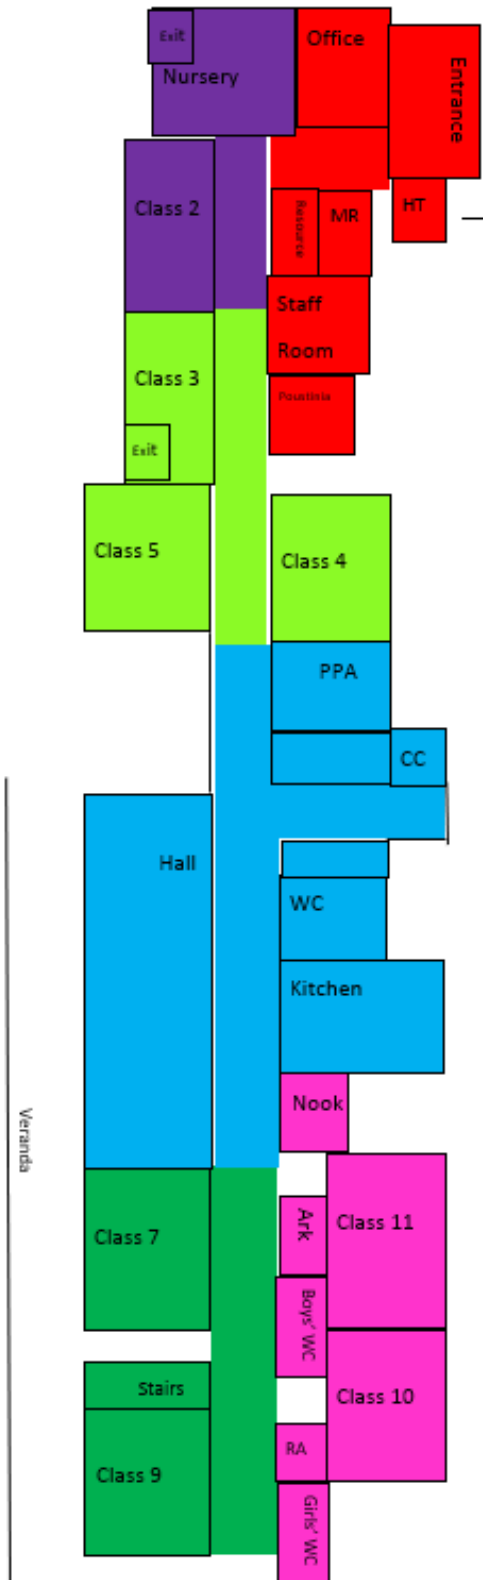 Exit
Nursery
Office
Entrance
Class 2
Resource
MR
HT
Staff
Room
Class 3
Poustinia
Exit
Class 5
Class 4
PPA
CC
Hall
WC
Kitchen
Nook
Veranda
Class 7
Ark
Class 11
Boys' WC
Stairs
Class 10
RA
Class 9
Girls' WC